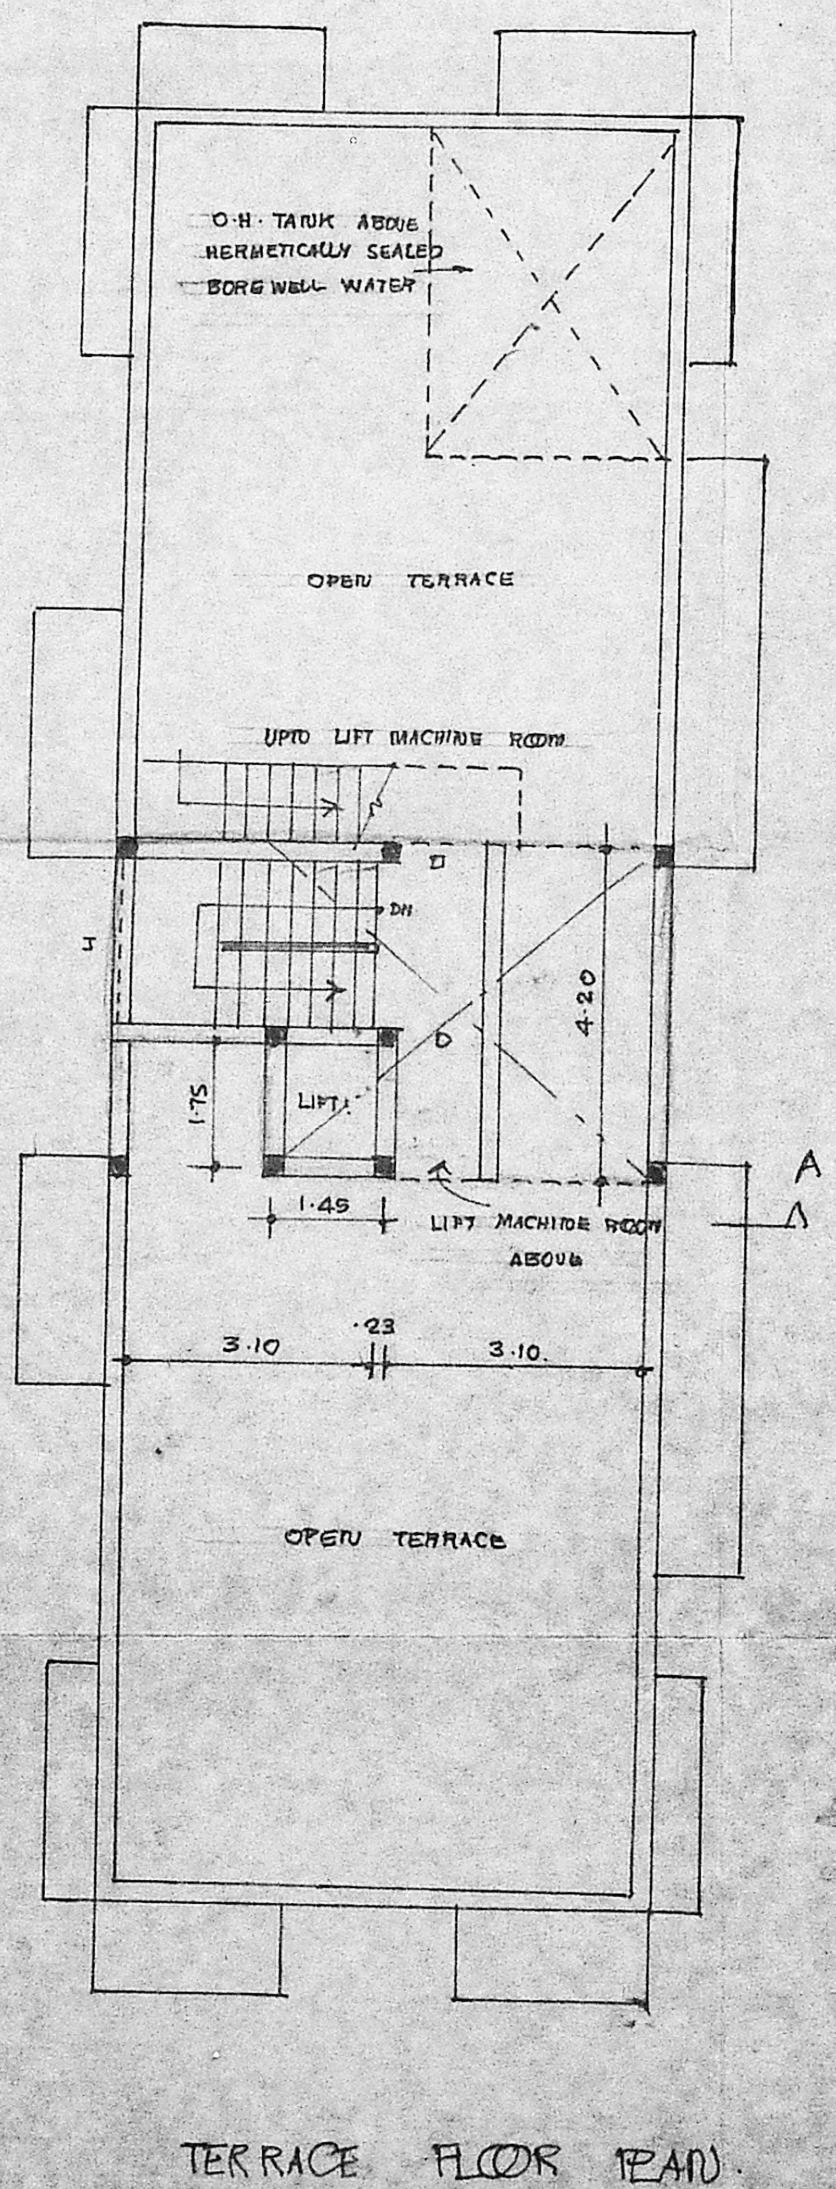 O.H. TANK ABOVE
HERMETICALLY SEALED
BOREWELL WATER
OPEN TERRACE
UPTO LIFT MACHINE ROOM
D
DN
J
4.20
D
1.75
LIFT
A
1.45
LIFT MACHINE ROOM
ABOVE
.23
3.10
3.10.
OPEN TERRACE
TERRACE FLOOR PLAN.